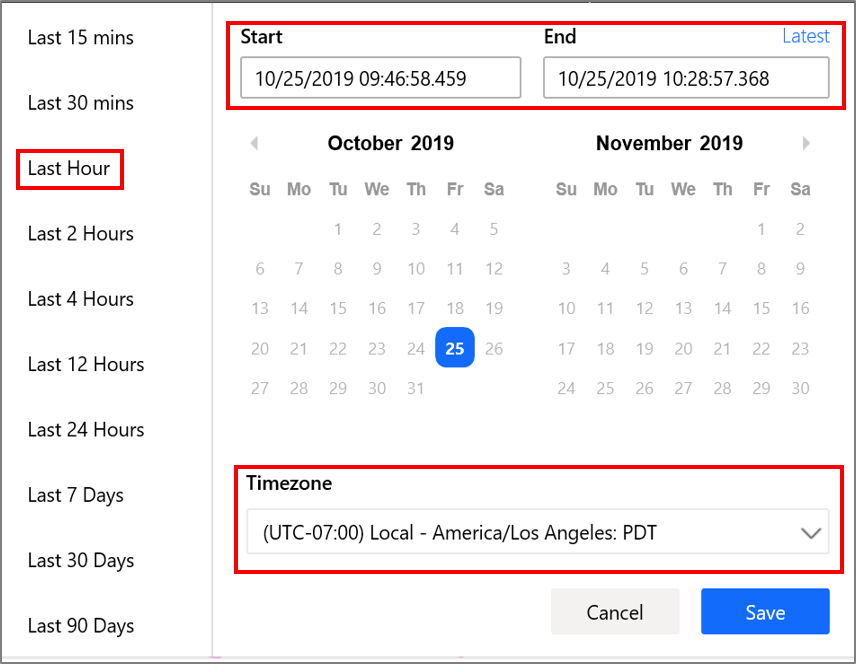 Last 15 mins
Last 30 mins
Last Hour
Last 2 Hours
Last 4 Hours
Last 12 Hours
Last 24 Hours
Last 7 Days
Last 30 Days
Last 90 Days
Start
10/25/2019 09:46:58.459
End Latest
10/25/2019 10:28:57.368
October 2019
Su Mo Tu We Th Fr Sa
1 2 3 4 5
6 7 8 9 10 11 12
13 14 15 16 17 18 19
20 21 22 23 24 25 26
27 28 29 30 31
November 2019
Su Mo Tu We Th Fr Sa
1 2
3 4 5 6 7 8 9
10 11 12 13 14 15 16
17 18 19 20 21 22 23
24 25 26 27 28 29 30
Timezone
(UTC-07:00) Local - America/Los Angeles: PDT
Cancel Save